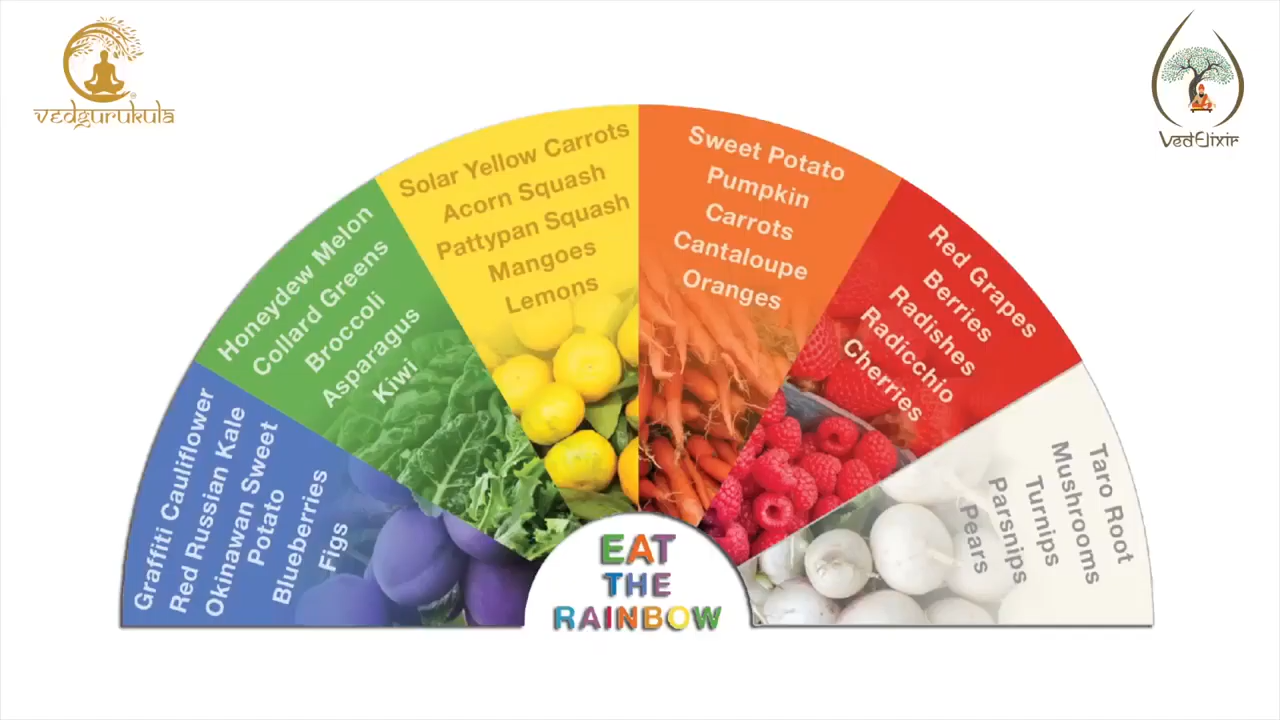 vedgurukula
VedElixir
Graffiti Cauliflower
Red Russian Kale
Okinawan Sweet
Potato
Blueberries
Figs
Honeydew Melon
Collard Greens
Broccoli
Asparagus
Kiwi
Solar Yellow Carrots
Acorn Squash
Pattypan Squash
Mangoes
Lemons
Sweet Potato
Pumpkin
Carrots
Cantaloupe
Oranges
Red Grapes
Berries
Radishes
Radicchio
Cherries
Taro Root
Mushrooms
Turnips
Parsnips
Pears
EAT
THE
RAINBOW